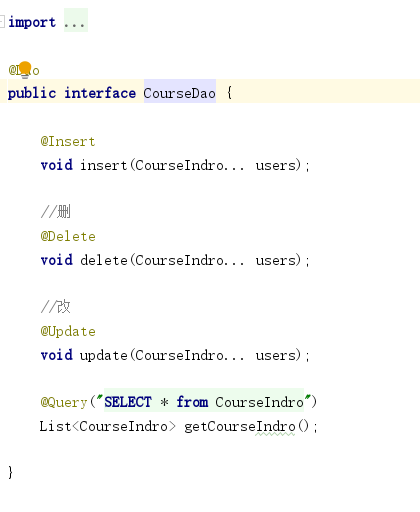 import ...
public interface CourseDao {
@Insert
void insert(CourseIndro... users);
//删
@Delete
void delete(CourseIndro... users);
//改
@Update
void update(CourseIndro... users);
@Query("SELECT * from CourseIndro")
List<CourseIndro> getCourseIndro();
}